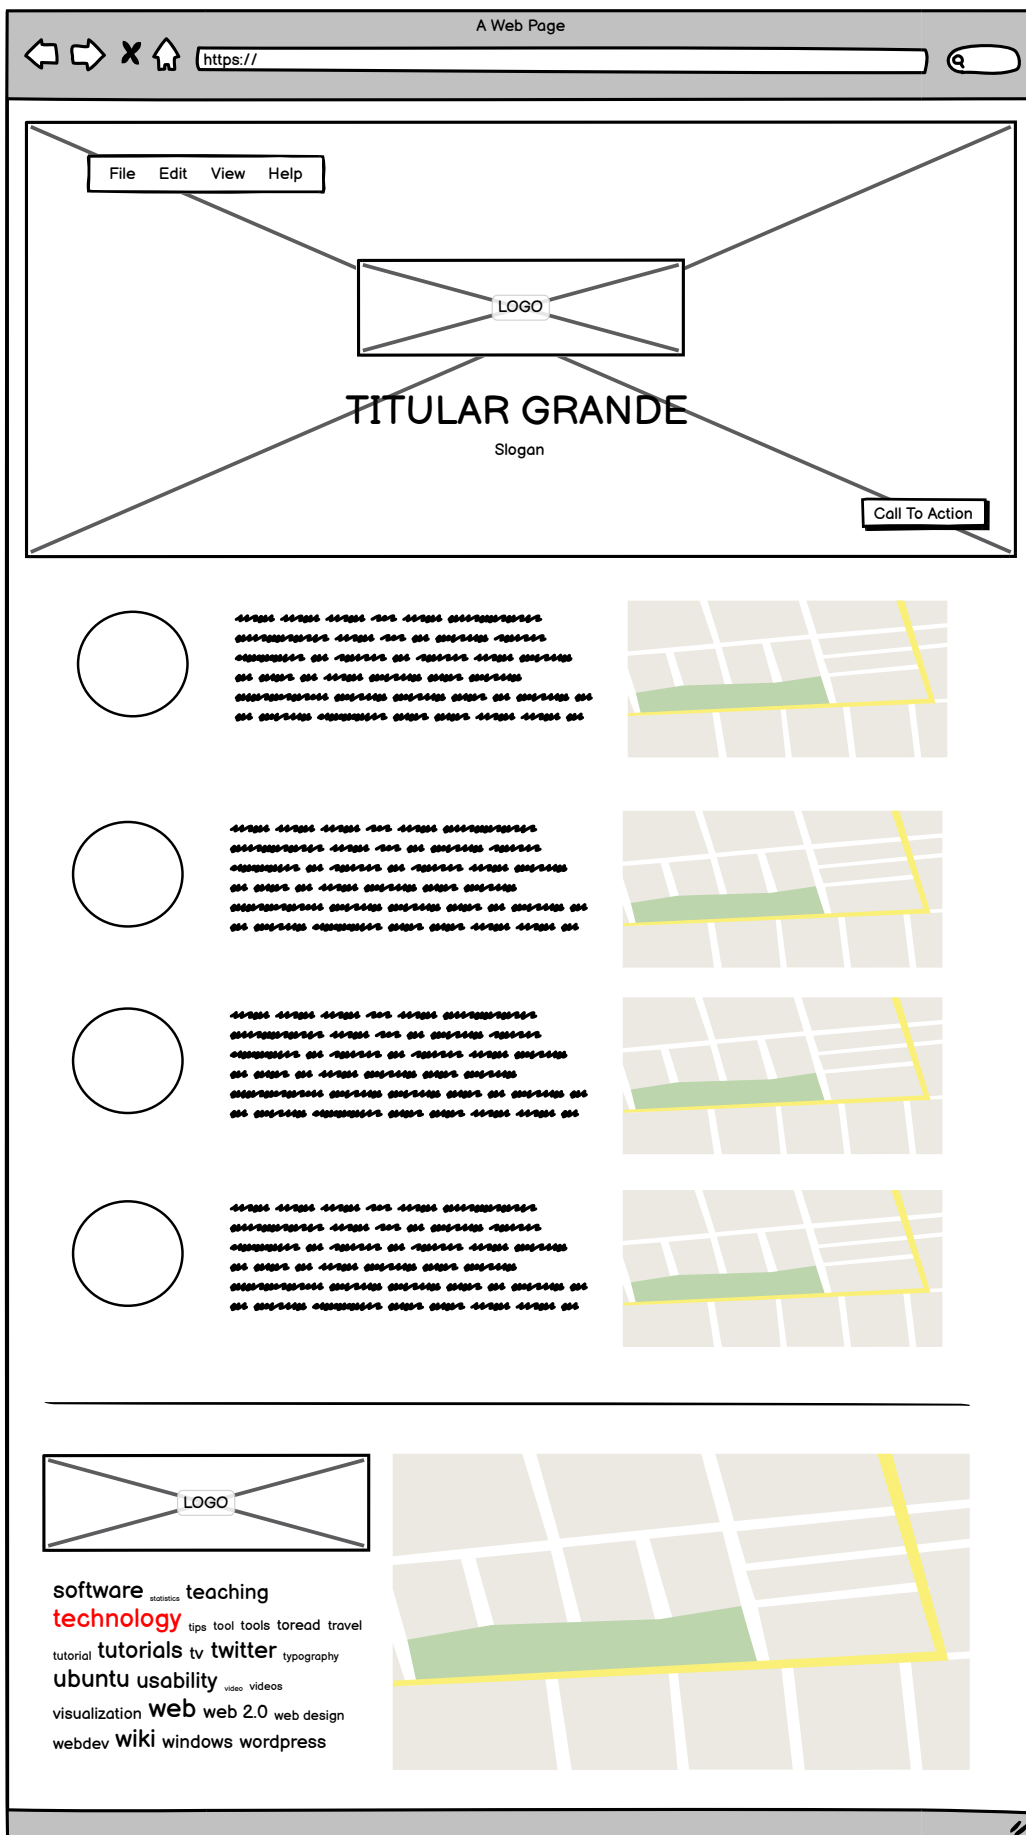 A Web Page
https://
File Edit View Help
LOGO
TITULAR GRANDE
Slogan
Call To Action
LOGO
software statistics teaching
technology tips tool tools toread travel
tutorial tutorials tv twitter typography
ubuntu usability video videos
visualization web web 2.0 web design
webdev wiki windows wordpress